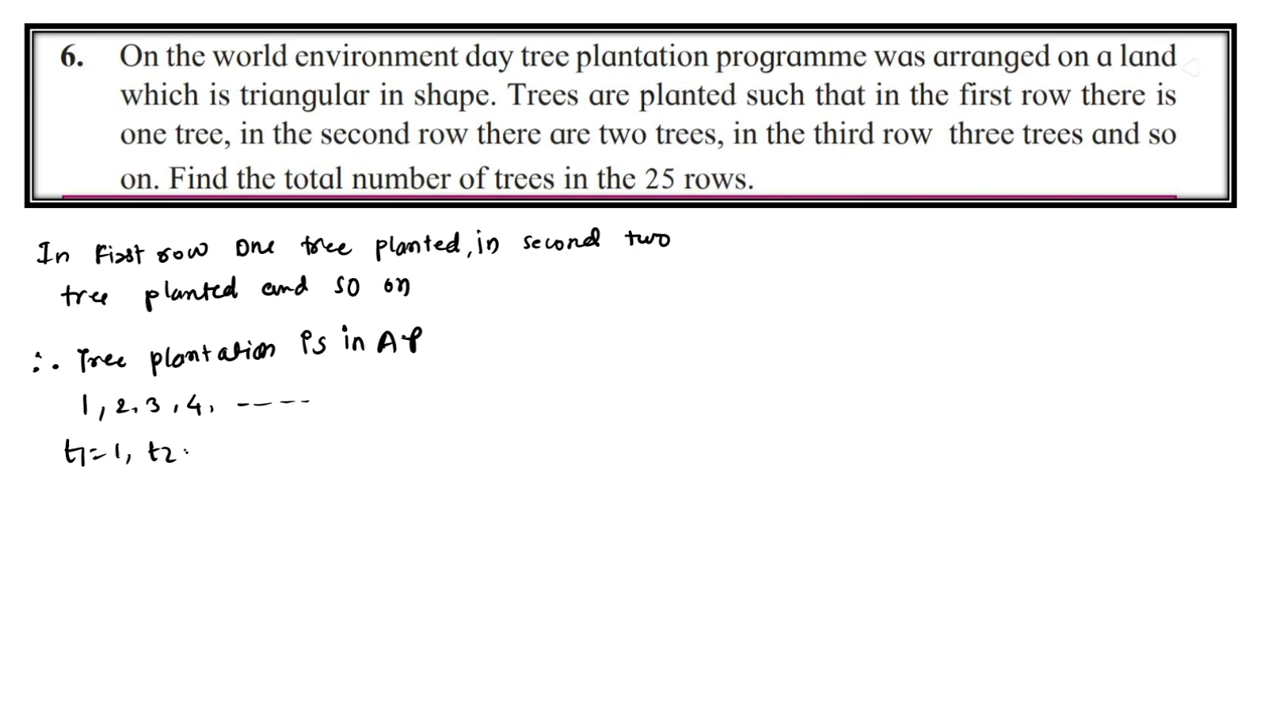 6. On the world environment day tree plantation programme was arranged on a land
which is triangular in shape. Trees are planted such that in the first row there is
one tree, in the second row there are two trees, in the third row three trees and so
on. Find the total number of trees in the 25 rows.
In First row one tree planted, in second two
tree planted and so on
∴ Tree plantation is in AP
1, 2, 3, 4, -----
t1 = 1, t2